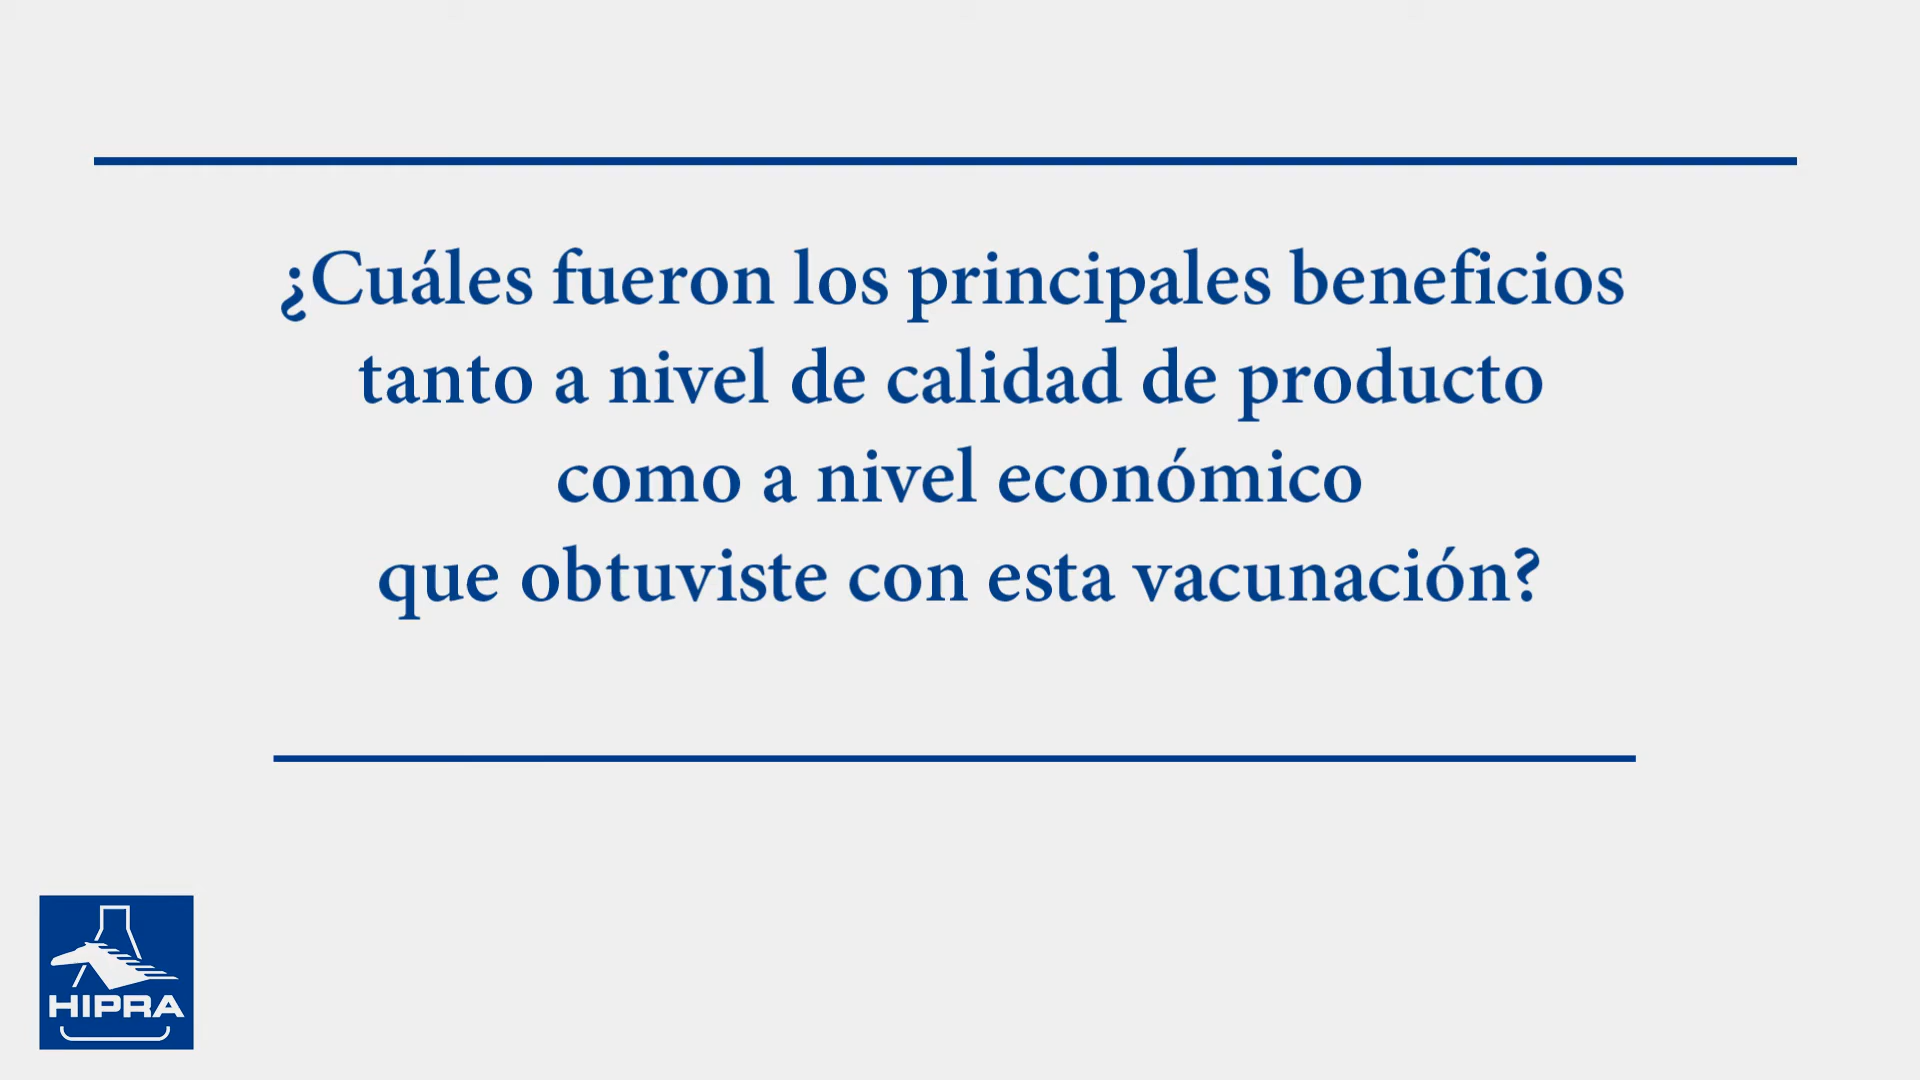 ¿Cuáles fueron los principales beneficios
tanto a nivel de calidad de producto
como a nivel económico
que obtuviste con esta vacunación?
HIPRA